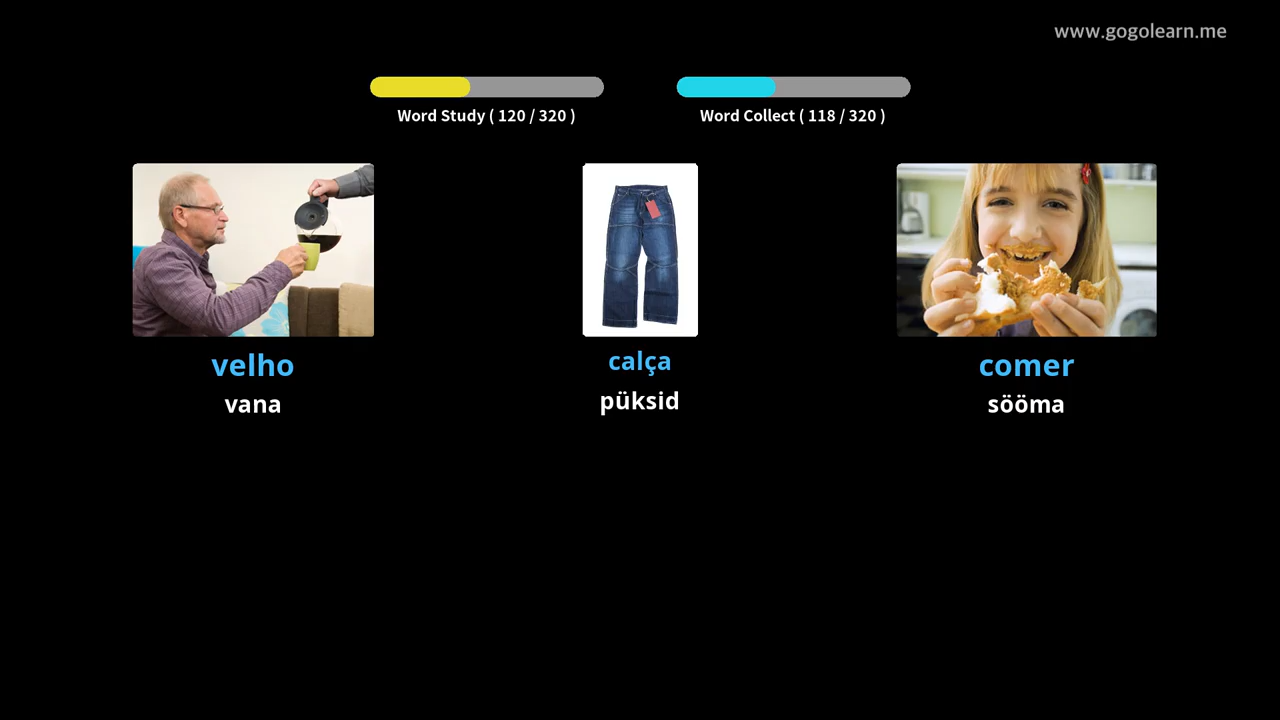 www.gogolearn.me
Word Study ( 120 / 320 )
Word Collect ( 118 / 320 )
velho
calça
comer
vana
püksid
sööma